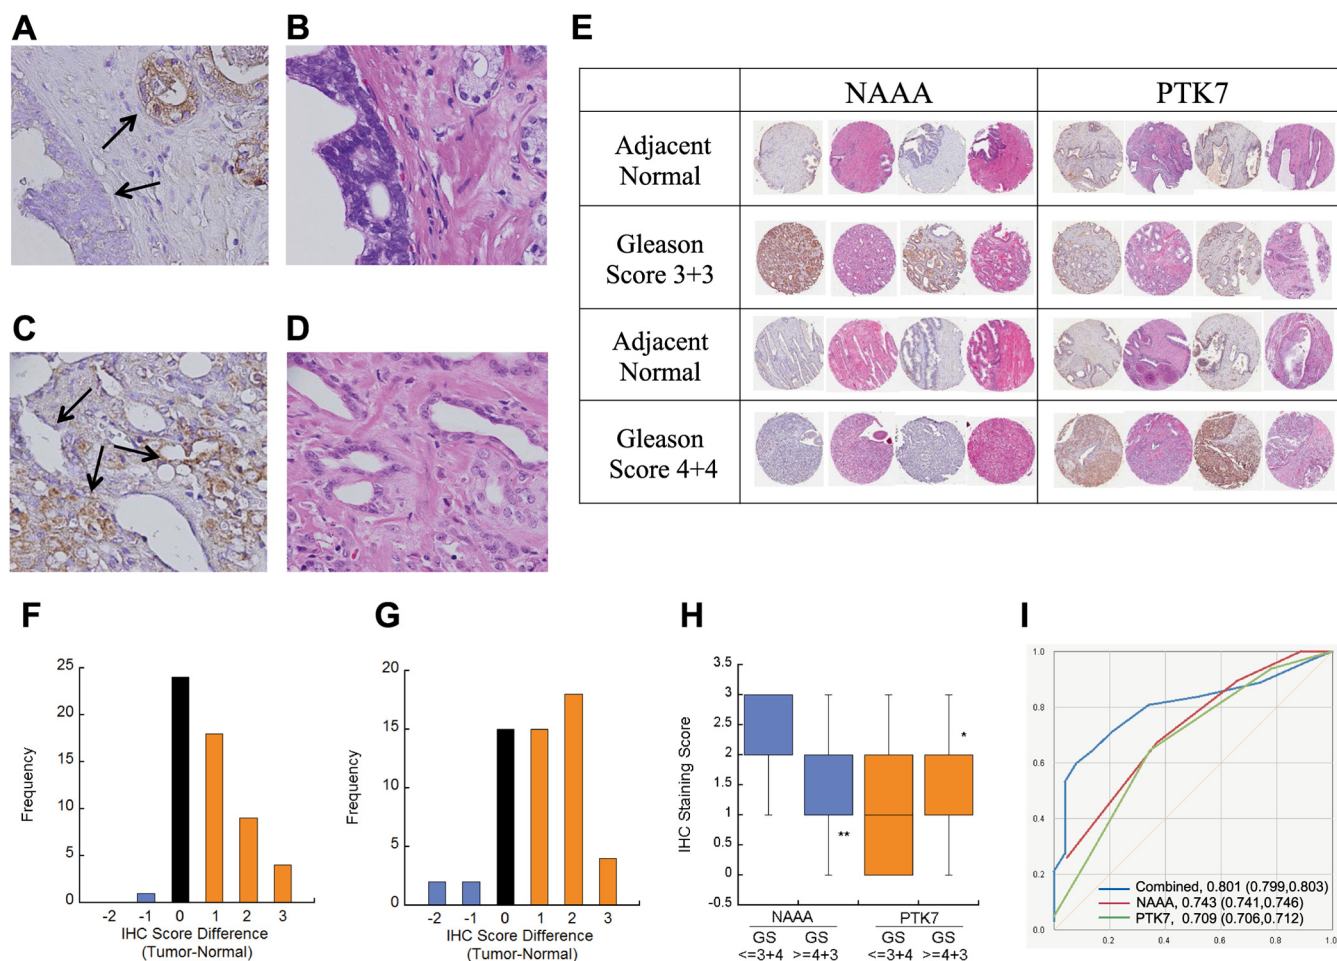 A
B
E
NAAA
PTK7
Adjacent
Normal
Gleason
Score 3+3
Adjacent
Normal
Gleason
Score 4+4
C
D
F
25
20
15
10
5
0
Frequency
-2 -1 0 1 2 3
IHC Score Difference
(Tumor-Normal)
G
20
15
10
5
0
Frequency
-2 -1 0 1 2 3
IHC Score Difference
(Tumor-Normal)
H
3.5
3
2.5
2
1.5
1
0.5
0
-0.5
IHC Staining Score
**
*
NAAA PTK7
GS GS GS GS
<=3+4 >=4+3 <=3+4 >=4+3
I
1.0
0.8
0.6
0.4
0.2
0.0
Combined, 0.801 (0.799,0.803)
NAAA, 0.743 (0.741,0.746)
PTK7, 0.709 (0.706,0.712)
0.2 0.4 0.6 0.8 1.0